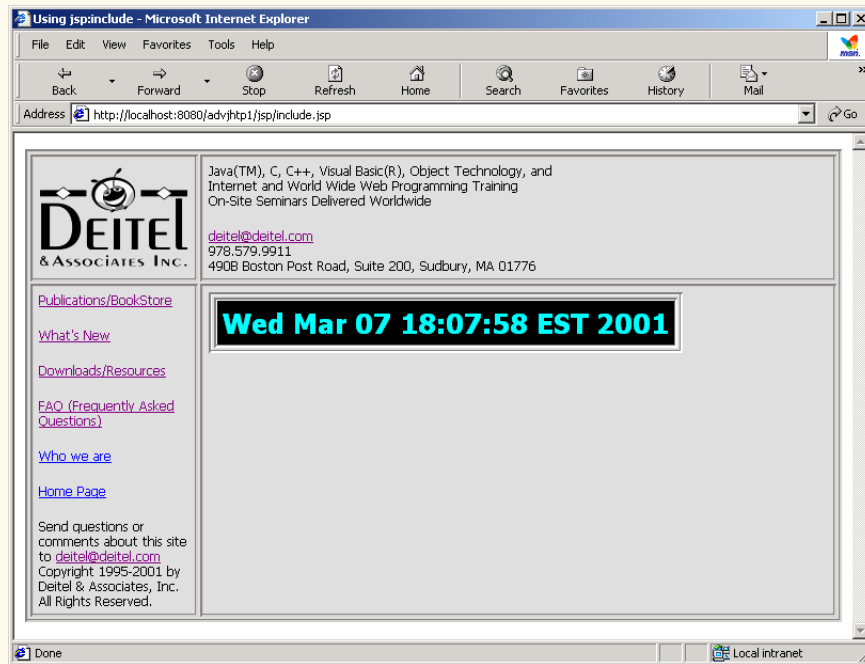 Using jsp:include - Microsoft Internet Explorer
File Edit View Favorites Tools Help
msn.
Back Forward Stop Refresh Home Search Favorites History Mail »
Address http://localhost:8080/advjhtp1/jsp/include.jsp Go
DEITEL
& ASSOCIATES INC.
Java(TM), C, C++, Visual Basic(R), Object Technology, and
Internet and World Wide Web Programming Training
On-Site Seminars Delivered Worldwide
deitel@deitel.com
978.579.9911
490B Boston Post Road, Suite 200, Sudbury, MA 01776
Publications/BookStore
What's New
Downloads/Resources
FAQ (Frequently Asked
Questions)
Who we are
Home Page
Send questions or
comments about this site
to deitel@deitel.com
Copyright 1995-2001 by
Deitel & Associates, Inc.
All Rights Reserved.
Wed Mar 07 18:07:58 EST 2001
Done Local intranet